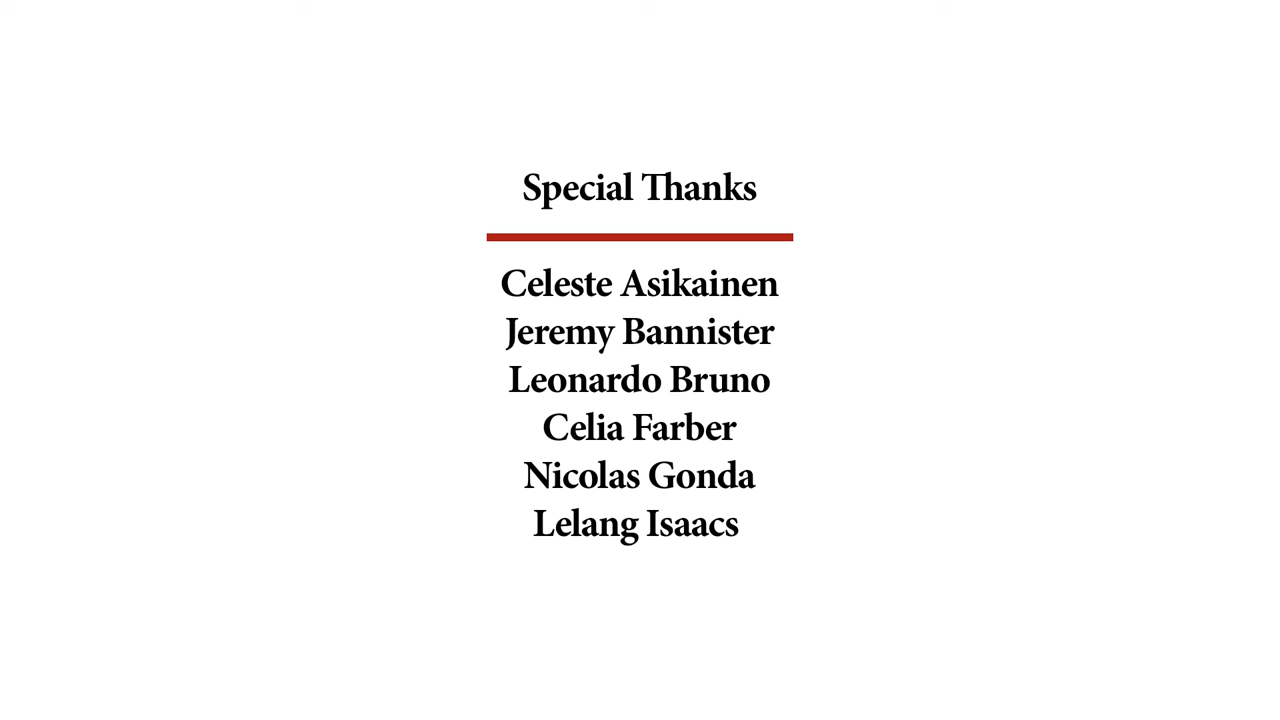 Special Thanks
Celeste Asikainen
Jeremy Bannister
Leonardo Bruno
Celia Farber
Nicolas Gonda
Lelang Isaacs